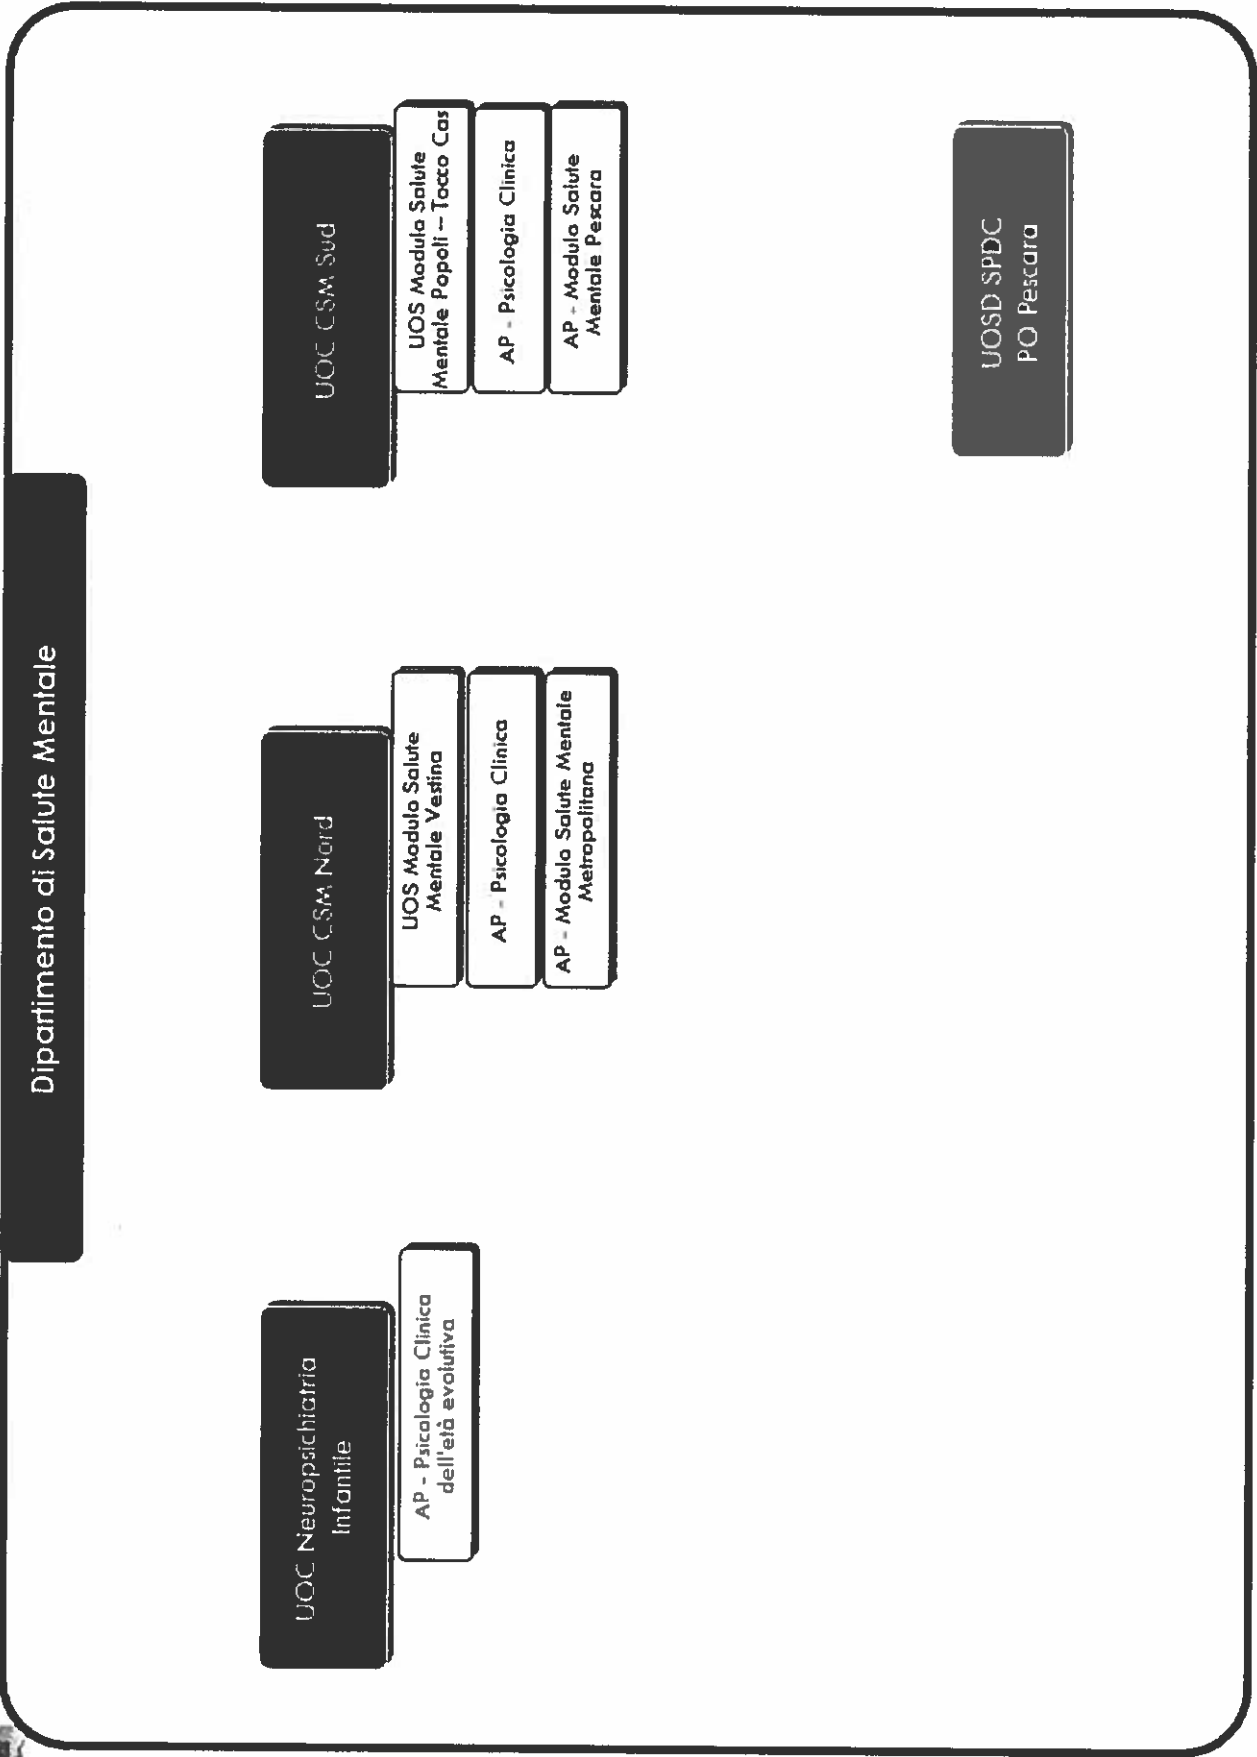 Dipartimento di Salute Mentale
UOC Neuropsichiatria
Infantile
AP - Psicologia Clinica
dell'età evolutiva
UOC CSM Nord
UOS Modulo Salute
Mentale Vestina
AP - Psicologia Clinica
AP - Modulo Salute Mentale
Metropolitana
UOC CSM Sud
UOS Modulo Salute
Mentale Popoli – Tocco Cas
AP - Psicologia Clinica
AP - Modulo Salute
Mentale Pescara
UOSD SPDC
PO Pescara